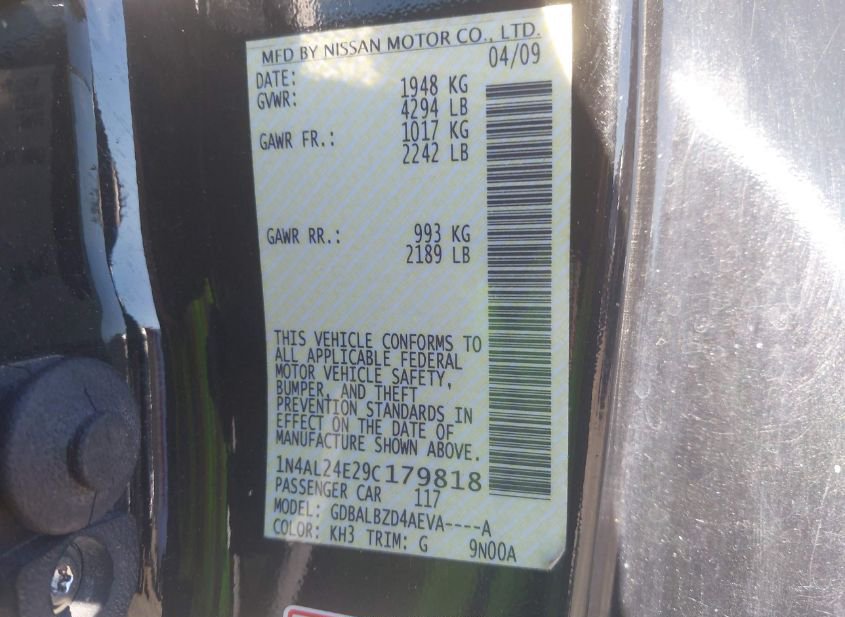 MFD BY NISSAN MOTOR CO., LTD.
DATE: 04/09
GVWR: 1948 KG
4294 LB
GAWR FR.: 1017 KG
2242 LB
GAWR RR.: 993 KG
2189 LB
THIS VEHICLE CONFORMS TO
ALL APPLICABLE FEDERAL
MOTOR VEHICLE SAFETY,
BUMPER, AND THEFT
PREVENTION STANDARDS IN
EFFECT ON THE DATE OF
MANUFACTURE SHOWN ABOVE.
1N4AL24E29C179818
PASSENGER CAR 117
MODEL: GDBALBZD4AEVA----A
COLOR: KH3 TRIM: G 9N00A